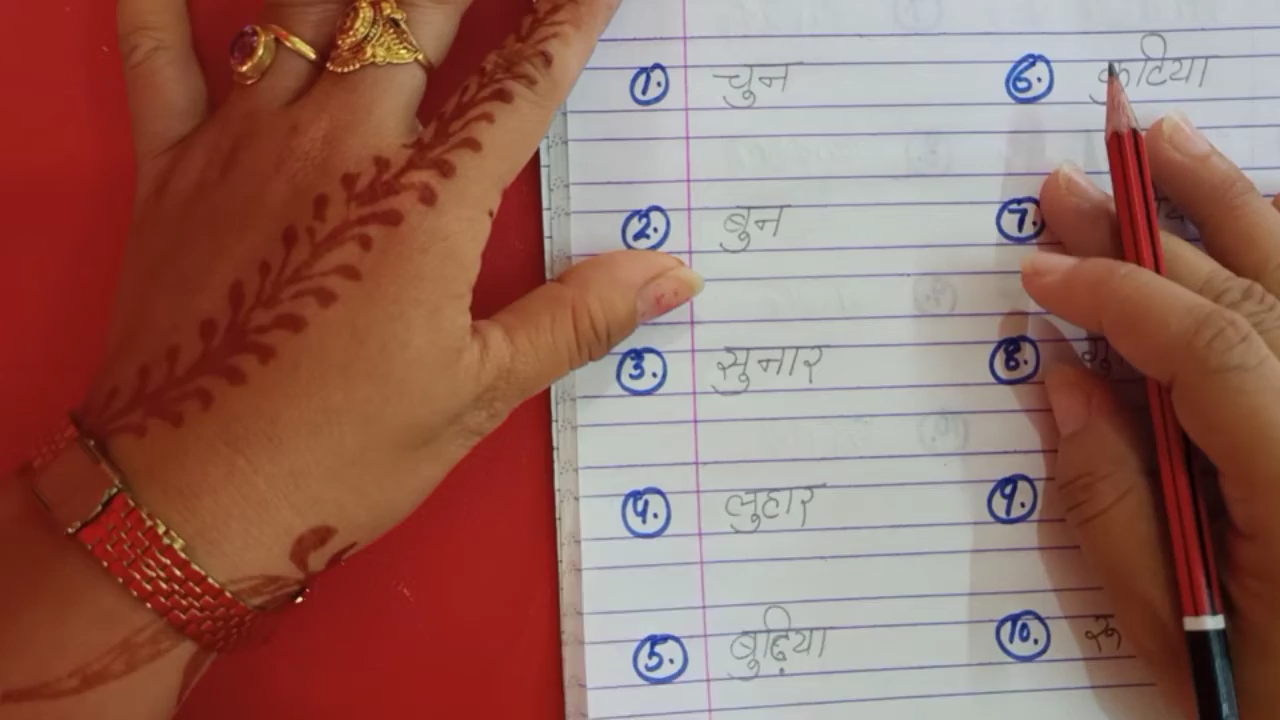 1. चुन
2. बुन
3. सुनार
4. लुहार
5. बुढ़िया
6. कुटिया
7.
8.
9.
10.